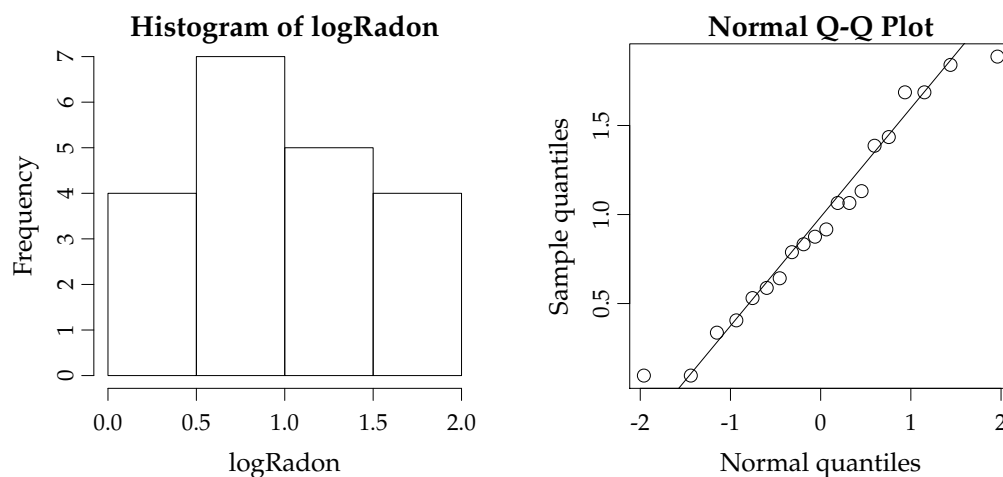 Histogram of logRadon
Frequency
0 1 2 3 4 5 6 7
0.0 0.5 1.0 1.5 2.0
logRadon
Normal Q-Q Plot
Sample quantiles
0.5 1.0 1.5
-2 -1 0 1 2
Normal quantiles